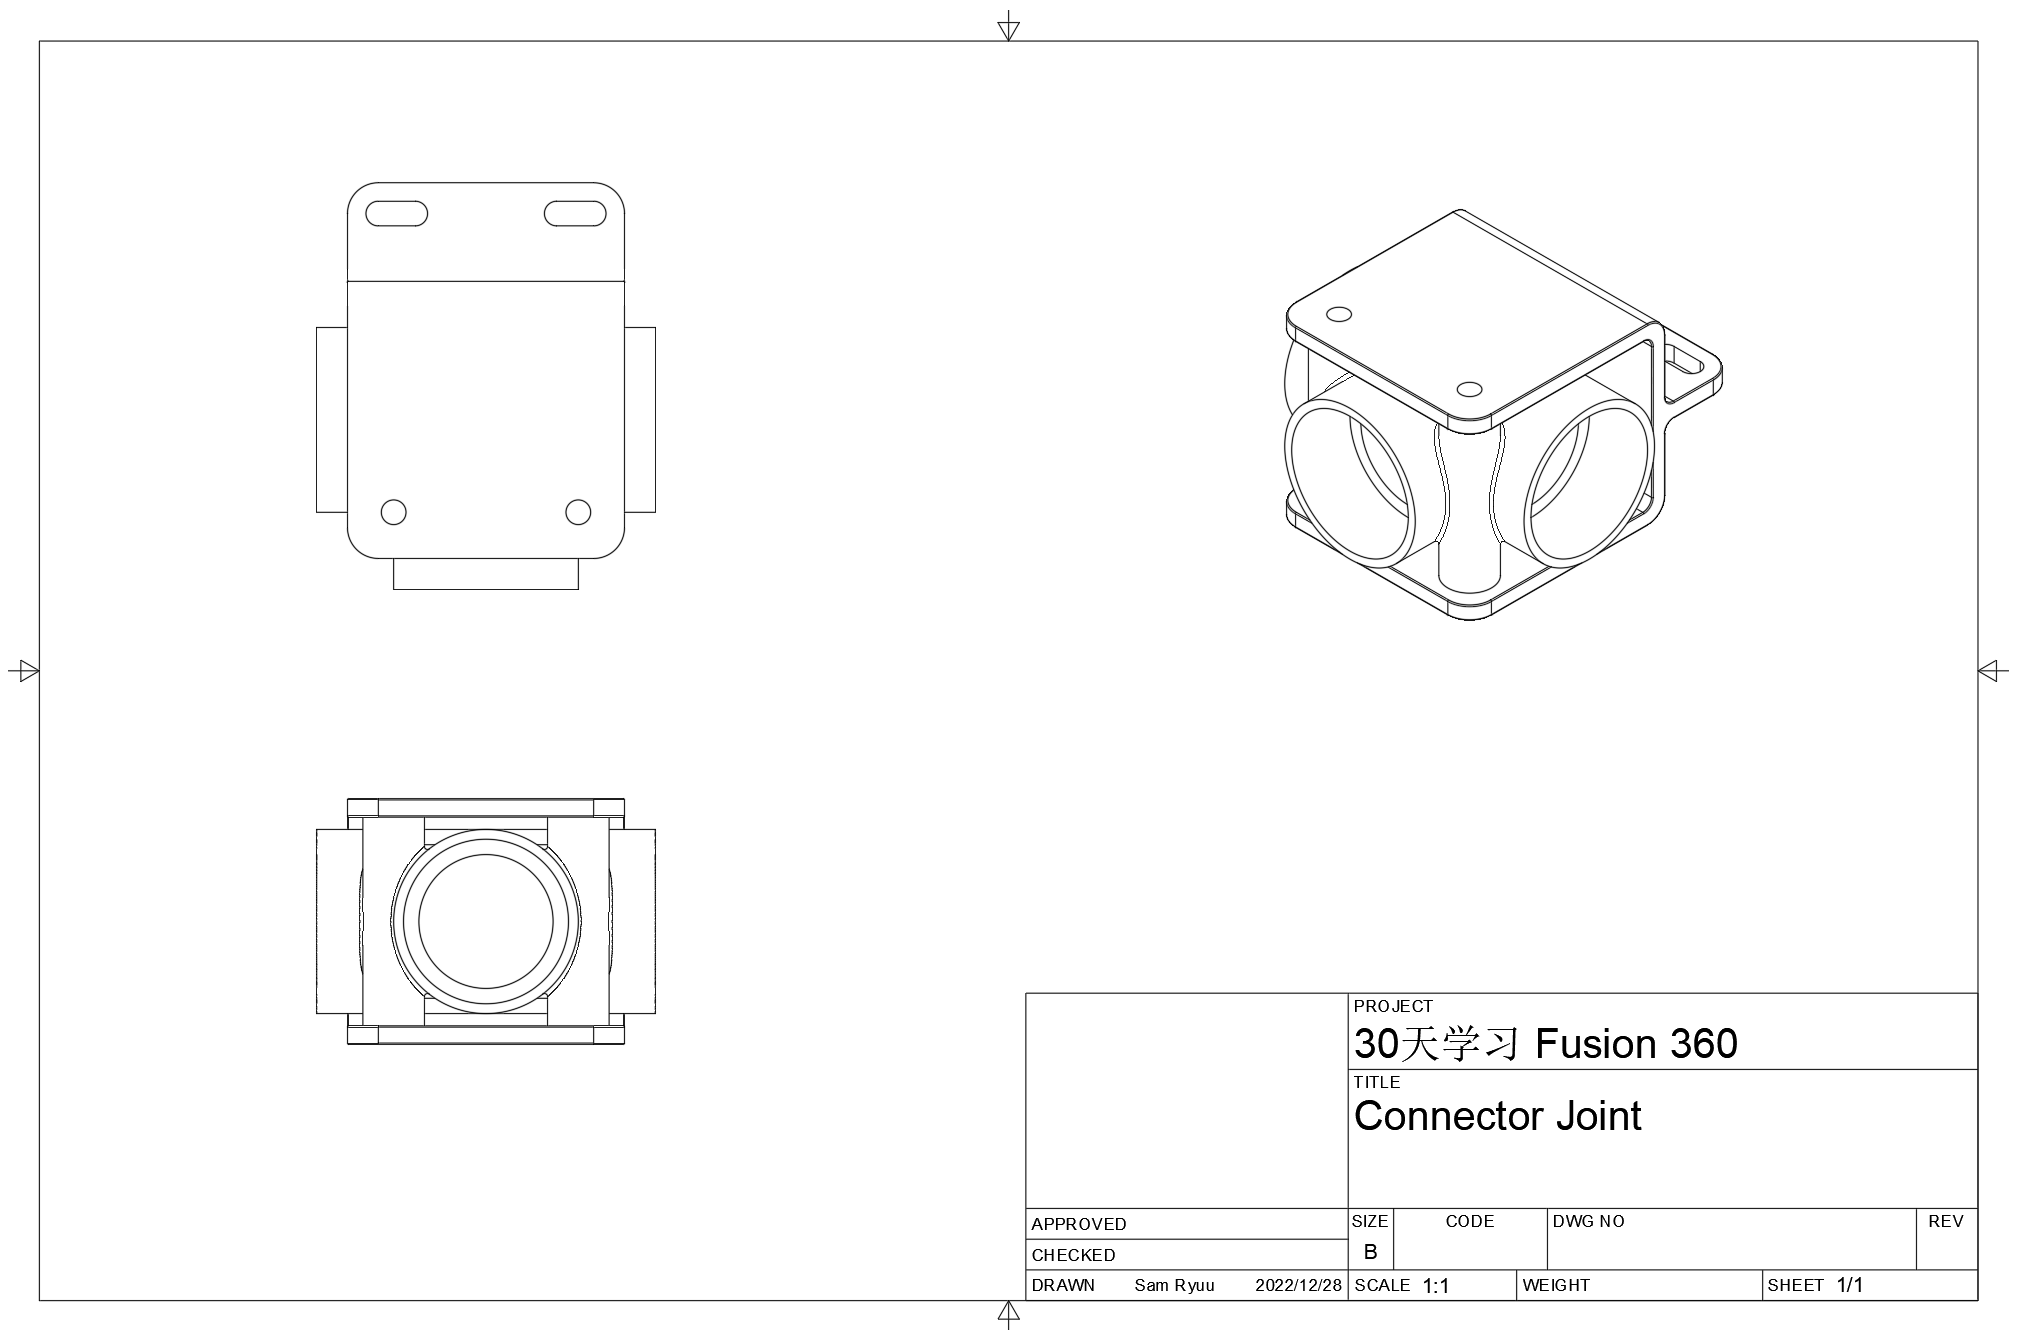 PROJECT
30天学习 Fusion 360
TITLE
Connector Joint
APPROVED
CHECKED
DRAWN Sam Ryuu 2022/12/28
SIZE
B
CODE
DWG NO
REV
SCALE 1:1
WEIGHT
SHEET 1/1